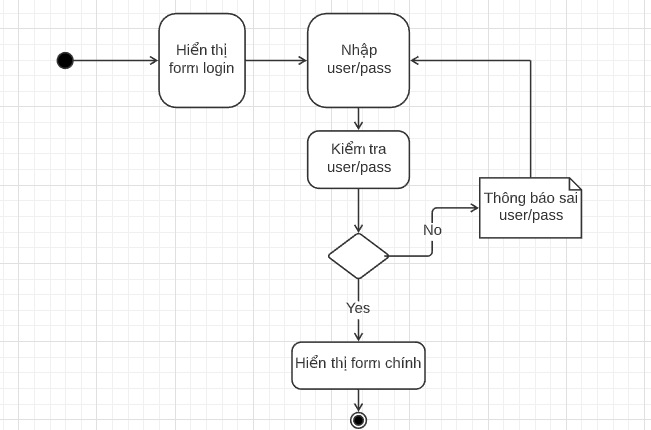 Hiển thị
form login
Nhập
user/pass
Kiểm tra
user/pass
Thông báo sai
user/pass
No
Yes
Hiển thị form chính